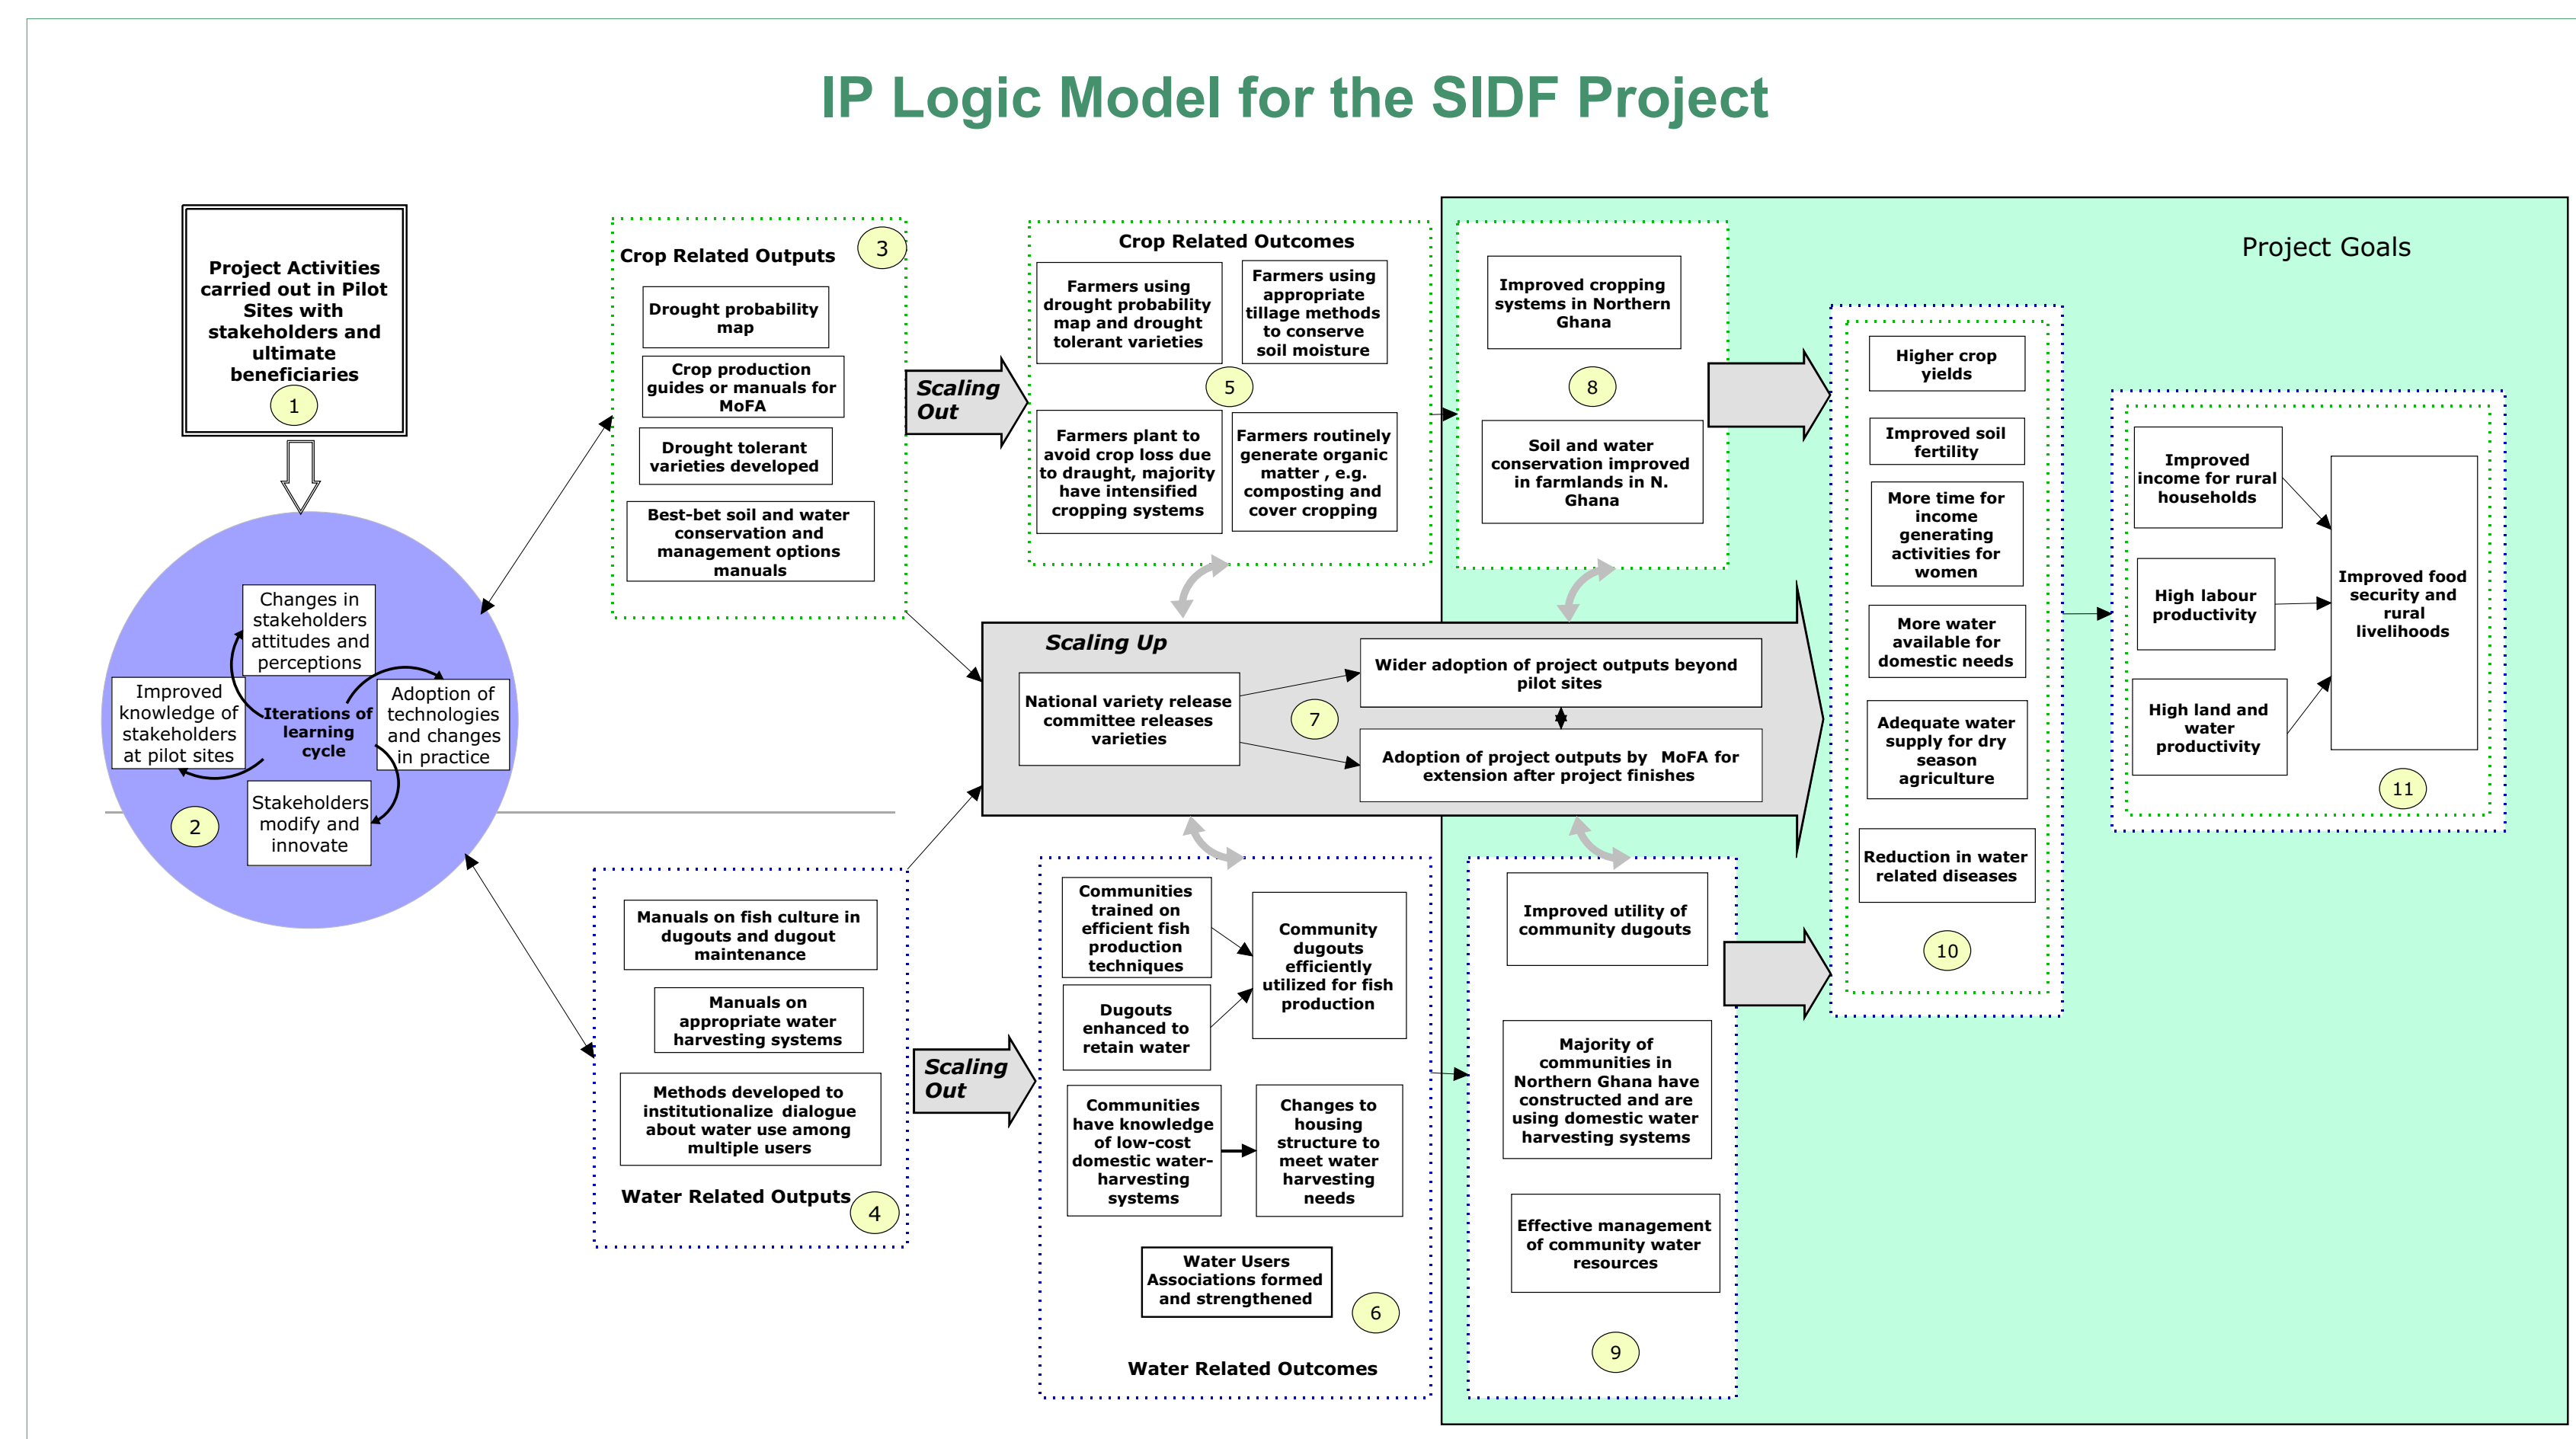 IP Logic Model for the SIDF Project
Project Activities
carried out in Pilot
Sites with
stakeholders and
ultimate
beneficiaries
1
Changes in
stakeholders
attitudes and
perceptions
Improved
knowledge of
stakeholders
at pilot sites
Iterations of
learning
cycle
Adoption of
technologies
and changes
in practice
Stakeholders
modify and
innovate
2
Crop Related Outputs
3
Drought probability
map
Crop production
guides or manuals for
MoFA
Drought tolerant
varieties developed
Best-bet soil and water
conservation and
management options
manuals
Manuals on fish culture in
dugouts and dugout
maintenance
Manuals on
appropriate water
harvesting systems
Methods developed to
institutionalize dialogue
about water use among
multiple users
Water Related Outputs
4
Scaling
Out
Scaling
Out
Crop Related Outcomes
Farmers using
drought probability
map and drought
tolerant varieties
Farmers using
appropriate
tillage methods
to conserve
soil moisture
5
Farmers plant to
avoid crop loss due
to draught, majority
have intensified
cropping systems
Farmers routinely
generate organic
matter , e.g.
composting and
cover cropping
Scaling Up
National variety release
committee releases
varieties
7
Wider adoption of project outputs beyond
pilot sites
Adoption of project outputs by MoFA for
extension after project finishes
Communities
trained on
efficient fish
production
techniques
Dugouts
enhanced to
retain water
Community
dugouts
efficiently
utilized for fish
production
Communities
have knowledge
of low-cost
domestic water-
harvesting
systems
Changes to
housing
structure to
meet water
harvesting
needs
Water Users
Associations formed
and strengthened
6
Water Related Outcomes
Project Goals
Improved cropping
systems in Northern
Ghana
8
Soil and water
conservation improved
in farmlands in N.
Ghana
Improved utility of
community dugouts
Majority of
communities in
Northern Ghana have
constructed and are
using domestic water
harvesting systems
Effective management
of community water
resources
9
Higher crop
yields
Improved soil
fertility
More time for
income
generating
activities for
women
More water
available for
domestic needs
Adequate water
supply for dry
season
agriculture
Reduction in water
related diseases
10
Improved
income for rural
households
High labour
productivity
High land and
water
productivity
Improved food
security and
rural
livelihoods
11